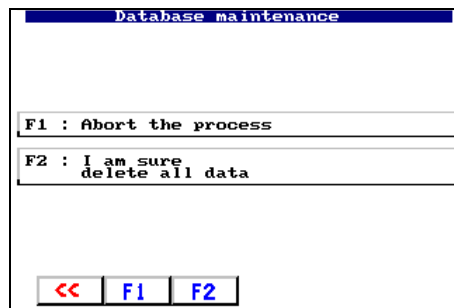 Database maintenance
F1 : Abort the process
F2 : I am sure
delete all data
<< F1 F2